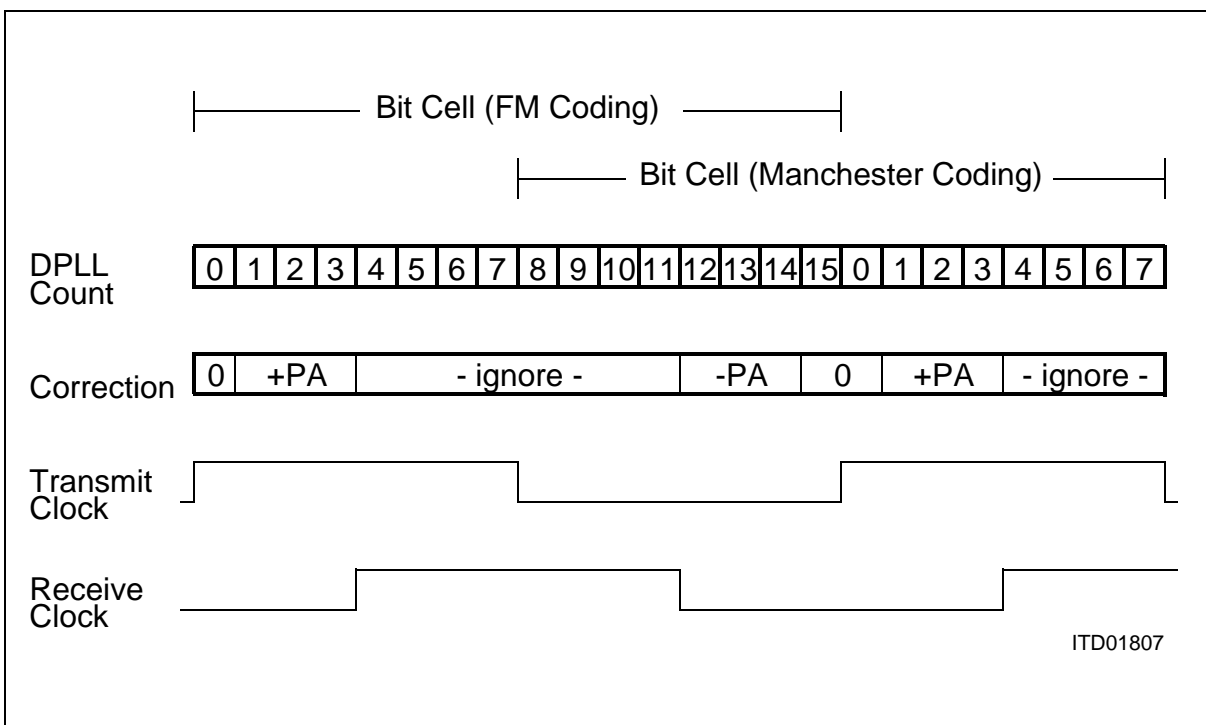 Bit Cell (FM Coding)
Bit Cell (Manchester Coding)
DPLL
Count
0 1 2 3 4 5 6 7 8 9 10 11 12 13 14 15 0 1 2 3 4 5 6 7
Correction
0 +PA - ignore - -PA 0 +PA - ignore -
Transmit
Clock
Receive
Clock
ITD01807